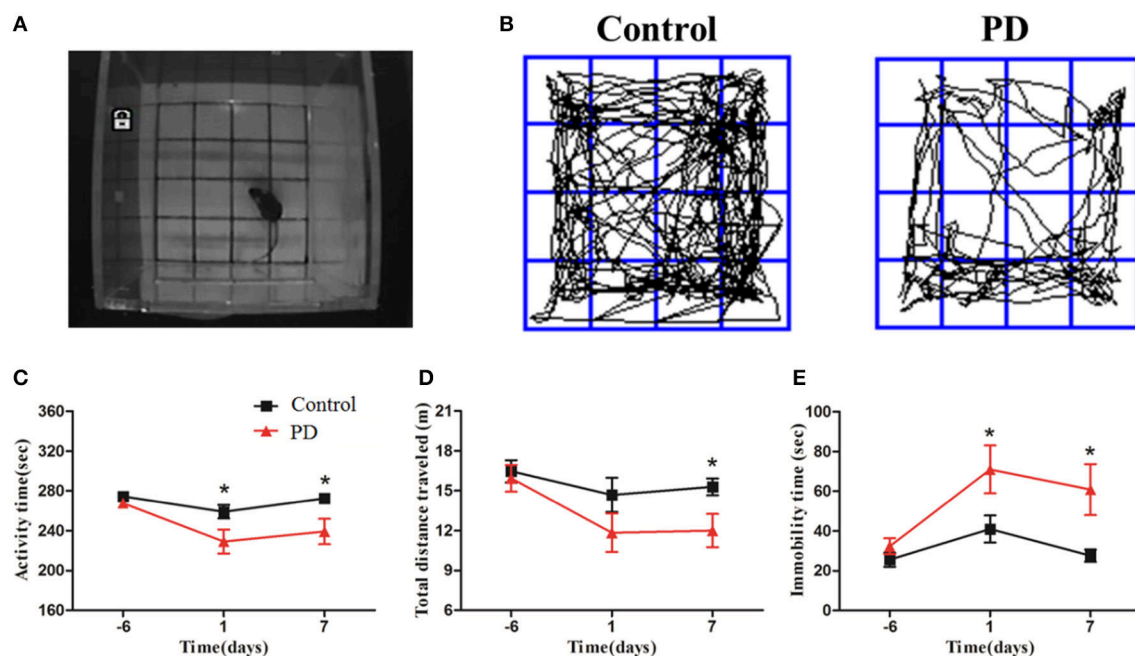 A
B
Control
PD
C
Control
PD
360
320
280
240
200
160
Activity time(sec)
*
*
-6
1
7
Time(days)
D
21
18
15
12
9
6
Total distance traveled (m)
*
-6
1
7
Time(days)
E
100
80
60
40
20
0
Immobility time (sec)
*
*
-6
1
7
Time(days)